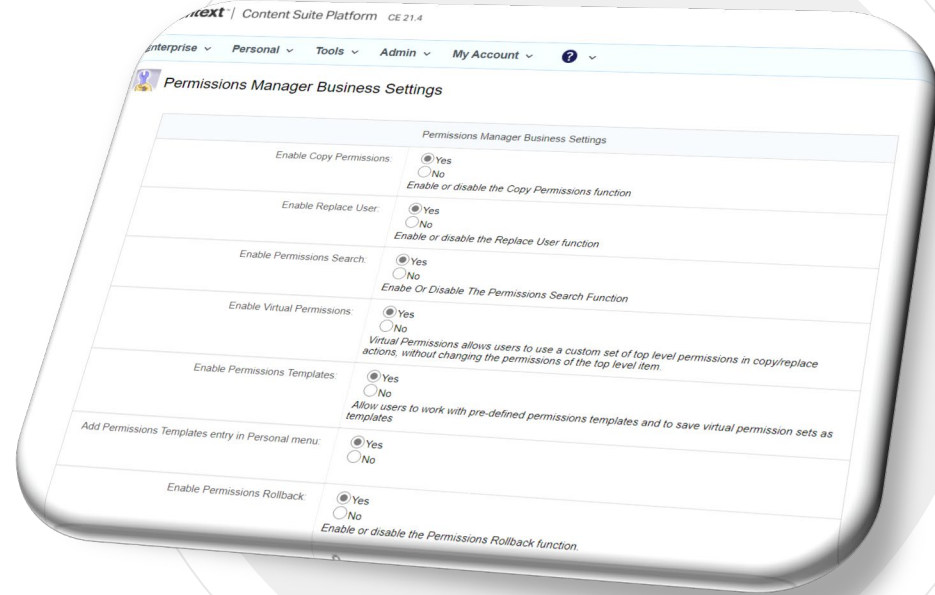 Content Suite Platform CE 21.4
Enterprise Personal Tools Admin My Account ?
Permissions Manager Business Settings
Permissions Manager Business Settings
Enable Copy Permissions: Yes
No
Enable or disable the Copy Permissions function
Enable Replace User: Yes
No
Enable or disable the Replace User function
Enable Permissions Search: Yes
No
Enabe Or Disable The Permissions Search Function
Enable Virtual Permissions: Yes
No
Virtual Permissions allows users to use a custom set of top level permissions in copy/replace
actions, without changing the permissions of the top level item.
Enable Permissions Templates: Yes
No
Allow users to work with pre-defined permissions templates and to save virtual permission sets as
templates
Add Permissions Templates entry in Personal menu: Yes
No
Enable Permissions Rollback: Yes
No
Enable or disable the Permissions Rollback function.